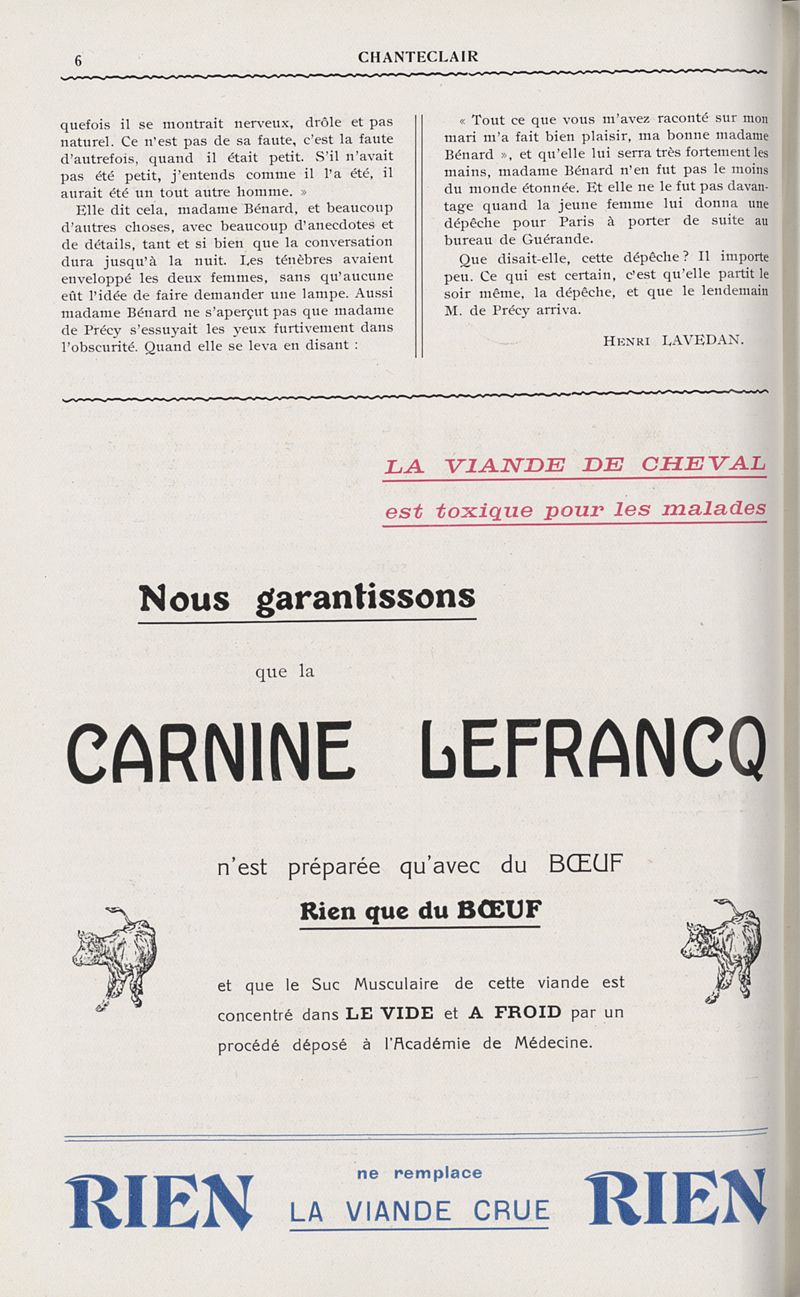 6
CHANTECLAIR
quefois il se montrait nerveux, drôle et pas
naturel. Ce n'est pas de sa faute, c'est la faute
d'autrefois, quand il était petit. S'il n'avait
pas été petit, j'entends comme il l'a été, il
aurait été un tout autre homme. »
Elle dit cela, madame Bénard, et beaucoup
d'autres choses, avec beaucoup d'anecdotes et
de détails, tant et si bien que la conversation
dura jusqu'à la nuit. Les ténèbres avaient
enveloppé les deux femmes, sans qu'aucune
eût l'idée de faire demander une lampe. Aussi
madame Bénard ne s'aperçut pas que madame
de Précy s'essuyait les yeux furtivement dans
l'obscurité. Quand elle se leva en disant :
« Tout ce que vous m'avez raconté sur mon
mari m'a fait bien plaisir, ma bonne madame
Bénard », et qu'elle lui serra très fortement les
mains, madame Bénard n'en fut pas le moins
du monde étonnée. Et elle ne le fut pas davan-
tage quand la jeune femme lui donna une
dépêche pour Paris à porter de suite au
bureau de Guérande.
Que disait-elle, cette dépêche ? Il importe
peu. Ce qui est certain, c'est qu'elle partit le
soir même, la dépêche, et que le lendemain
M. de Précy arriva.
HENRI LAVEDAN.
LA VIANDE DE CHEVAL
est toxique pour les malades
Nous garantissons
que la
CARNINE LEFRANCQ
n'est préparée qu'avec du BŒUF
Rien que du BŒUF
et que le Suc Musculaire de cette viande est
concentré dans LE VIDE et A FROID par un
procédé déposé à l'Académie de Médecine.
RIEN ne remplace RIEN
LA VIANDE CRUE